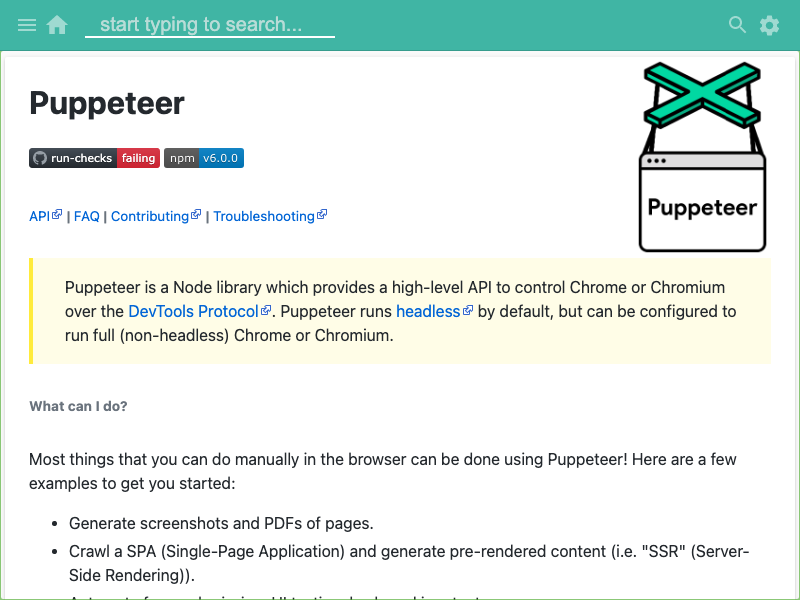 start typing to search...
Puppeteer
run-checks failing npm v6.0.0
API | FAQ | Contributing | Troubleshooting
Puppeteer
Puppeteer is a Node library which provides a high-level API to control Chrome or Chromium
over the DevTools Protocol. Puppeteer runs headless by default, but can be configured to
run full (non-headless) Chrome or Chromium.
What can I do?
Most things that you can do manually in the browser can be done using Puppeteer! Here are a few
examples to get you started:
• Generate screenshots and PDFs of pages.
• Crawl a SPA (Single-Page Application) and generate pre-rendered content (i.e. "SSR" (Server-
Side Rendering)).